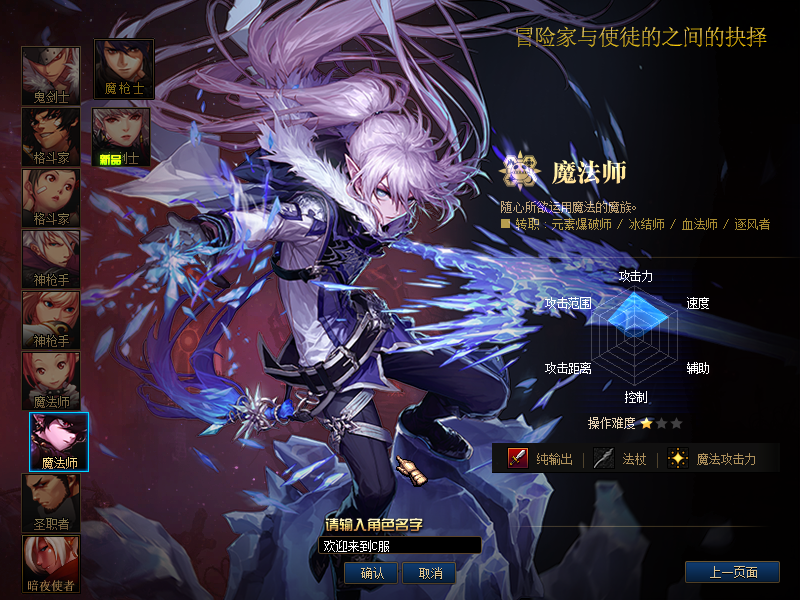 冒险家与使徒的之间的抉择
鬼剑士
魔枪士
格斗家
新品
剑士
格斗家
神枪手
神枪手
魔法师
魔法师
圣职者
暗夜使者
魔法师
随心所欲运用魔法的魔族。
转职：元素爆破师 / 冰结师 / 血法师 / 逐风者
攻击力
攻击范围
速度
攻击距离
辅助
控制
操作难度
纯输出 | 法杖 | 魔法攻击力
请输入角色名字
欢迎来到C服
确认
取消
上一页面